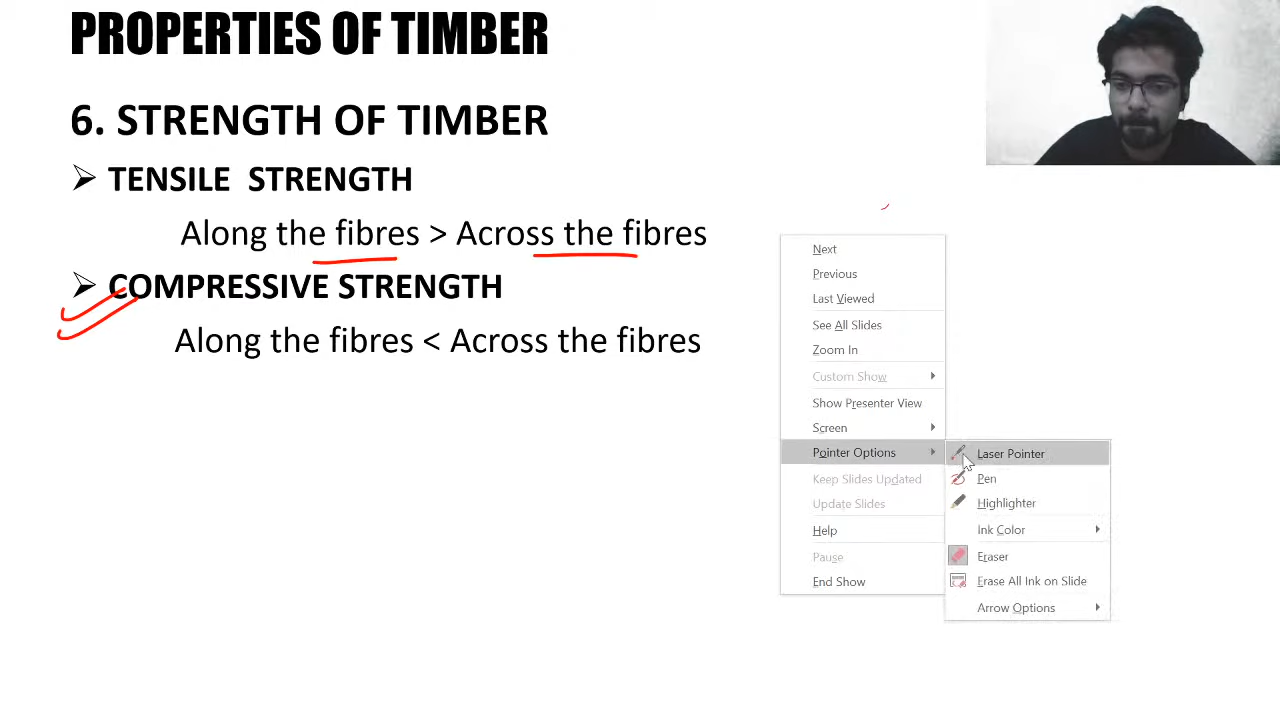 PROPERTIES OF TIMBER
6. STRENGTH OF TIMBER
➢ TENSILE STRENGTH
Along the fibres > Across the fibres
➢ COMPRESSIVE STRENGTH
Along the fibres < Across the fibres
Next
Previous
Last Viewed
See All Slides
Zoom In
Custom Show
Show Presenter View
Screen
Pointer Options
Keep Slides Updated
Update Slides
Help
Pause
End Show
Laser Pointer
Pen
Highlighter
Ink Color
Eraser
Erase All Ink on Slide
Arrow Options